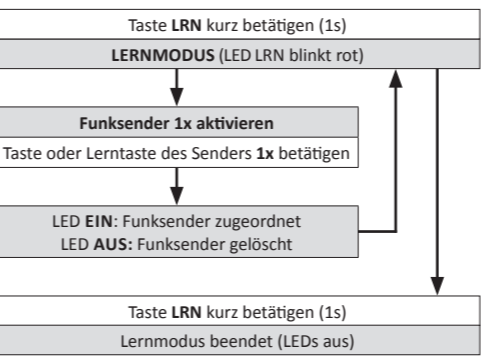 Taste LRN kurz betätigen (1s)
LERNMODUS (LED LRN blinkt rot)
Funksender 1x aktivieren
Taste oder Lerntaste des Senders 1x betätigen
LED EIN: Funksender zugeordnet
LED AUS: Funksender gelöscht
Taste LRN kurz betätigen (1s)
Lernmodus beendet (LEDs aus)